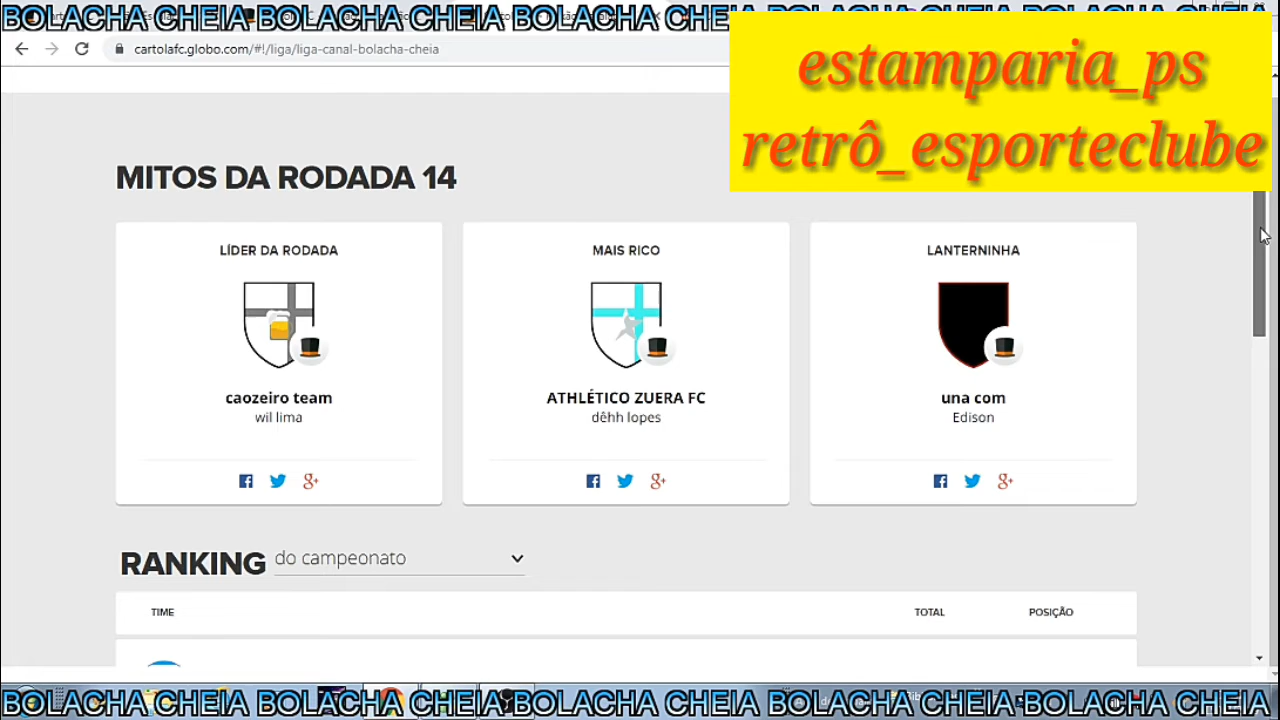 BOLACHA CHEIA BOLACHA CHEIA BOLACHA CHEIA BOLACHA CHEIA BOLACHA CHEIA
cartolafc.globo.com/#!/liga/liga-canal-bolacha-cheia
estamparia_ps
retrô_esporteclube
MITOS DA RODADA 14
LÍDER DA RODADA
caozeiro team
wil lima
MAIS RICO
ATHLÉTICO ZUERA FC
dêhh lopes
LANTERNINHA
una com
Edison
RANKING do campeonato
TIME TOTAL POSIÇÃO
BOLACHA CHEIA BOLACHA CHEIA BOLACHA CHEIA BOLACHA CHEIA BOLACHA CHEIA